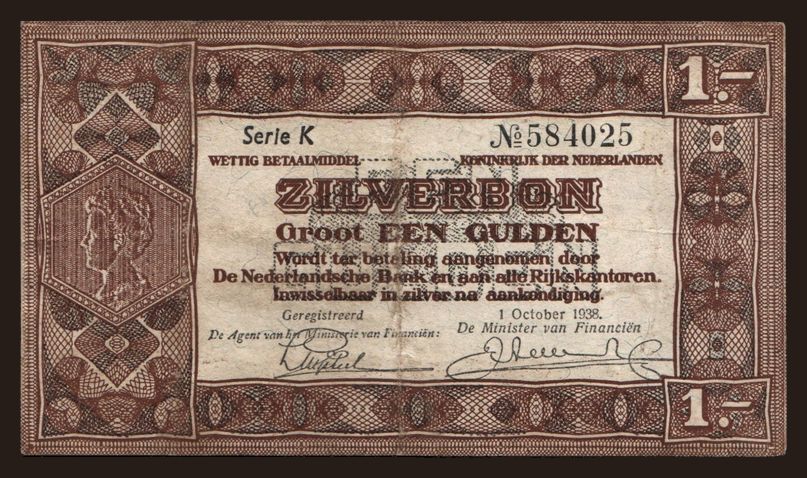 1.-
Serie K
№ 584025
WETTIG BETAALMIDDEL
KONINKRIJK DER NEDERLANDEN
ZILVERBON
Groot EEN GULDEN
Wordt ter betaling aangenomen door
De Nederlandsche Bank en aan alle Rijkskantoren.
Inwisselbaar in zilver na aankondiging.
Geregistreerd
1 October 1938.
De Agent van het Ministerie van Financiën:
De Minister van Financiën
1.-